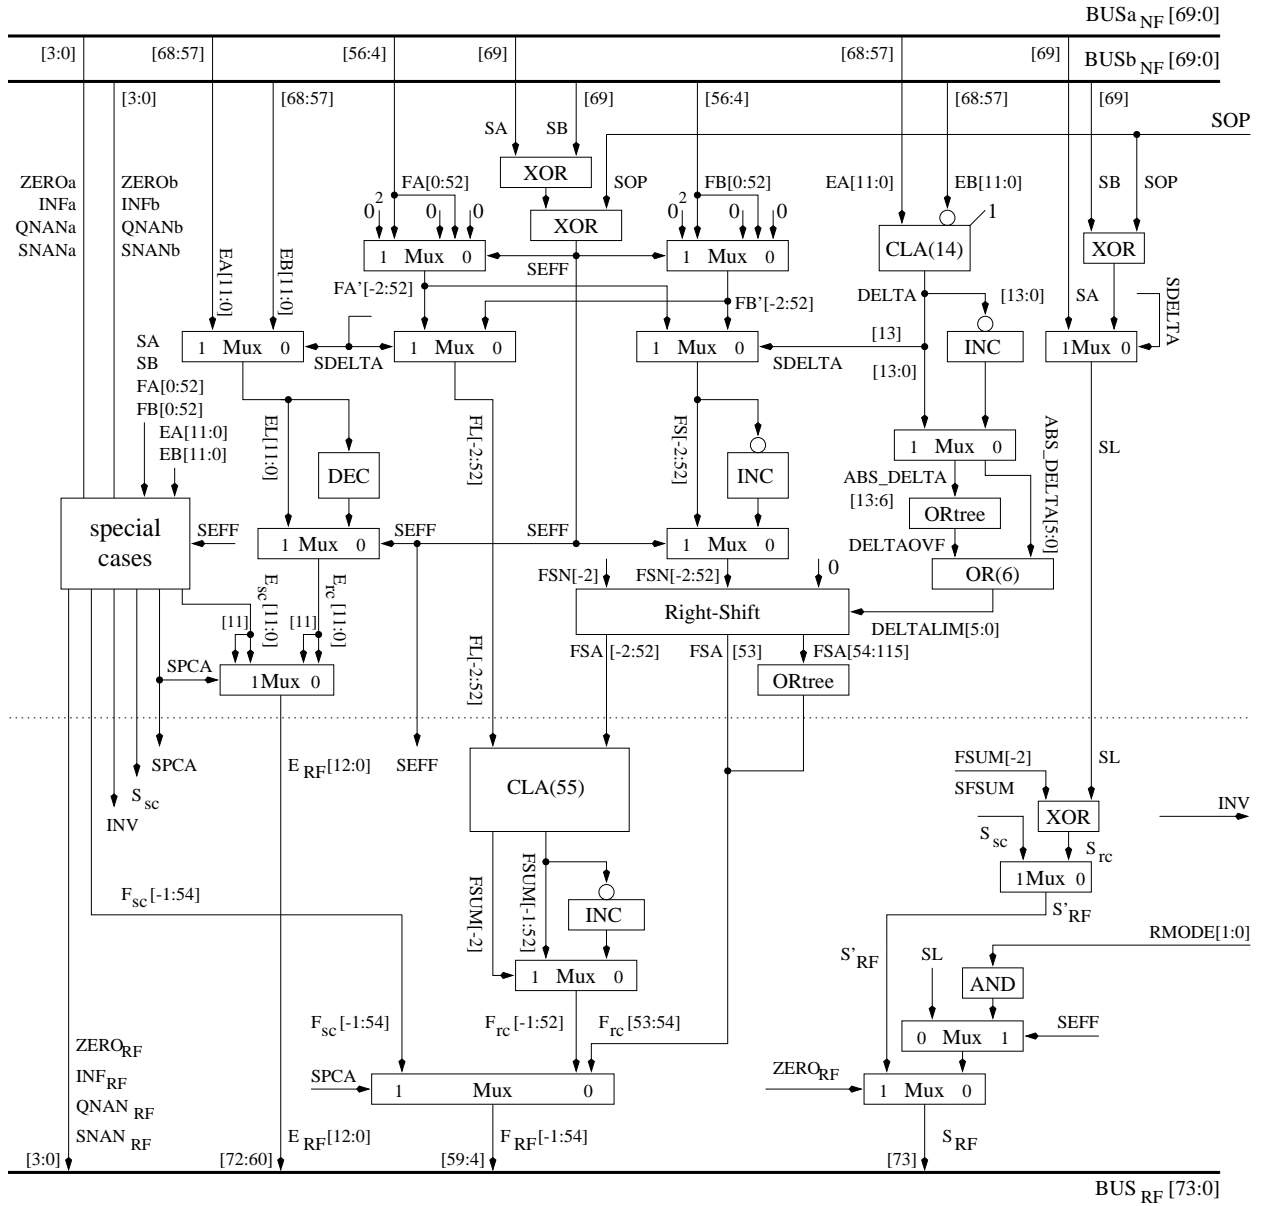 BUSa NF [69:0]
[3:0] [68:57] [56:4] [69] [68:57] [69] BUSb NF [69:0]
[3:0] [68:57] [69] [56:4] [68:57] [69]
SOP
SA SB
XOR
ZEROa ZEROb FA[0:52] SOP FB[0:52] EA[11:0] EB[11:0] SB SOP
INFa INFb 0 2 0 0 XOR 0 2 0 0 1
QNANa QNANb
SNANa SNANb
1 Mux 0 SEFF 1 Mux 0 CLA(14) XOR
EA[11:0] EB[11:0] FA'[-2:52] FB'[-2:52] DELTA [13:0] SA SDELTA
[13]
SA 1 Mux 0 SDELTA 1 Mux 0 1 Mux 0 SDELTA INC 1Mux 0
SB [13:0]
FA[0:52]
FB[0:52]
EA[11:0]
EB[11:0]
EL[11:0] FL[-2:52] FS[-2:52] 1 Mux 0 ABS_DELTA[5:0] SL
DEC INC ABS_DELTA
[13:6] ORtree
special cases SEFF 1 Mux 0 SEFF SEFF 1 Mux 0 DELTAOVF
FSN[-2] FSN[-2:52] 0 OR(6)
E sc [11:0] E rc [11:0] Right-Shift
[11] [11] DELTALIM[5:0]
SPCA 1Mux 0 FL[-2:52] FSA [-2:52] FSA [53] FSA[54:115]
ORtree
SPCA E RF[12:0] SEFF CLA(55) FSUM[-2] SL
S sc SFSUM
INV XOR INV
S sc S rc
FSUM[-2] FSUM[-1:52] 1Mux 0
F sc [-1:54] INC S' RF
RMODE[1:0]
1 Mux 0 S' RF SL AND
F sc [-1:54] F rc [-1:52] F rc [53:54] 0 Mux 1 SEFF
ZERO RF
INF RF SPCA 1 Mux 0 ZERO RF 1 Mux 0
QNAN RF
SNAN RF E RF[12:0] F RF[-1:54] S RF
[3:0] [72:60] [59:4] [73]
BUS RF [73:0]